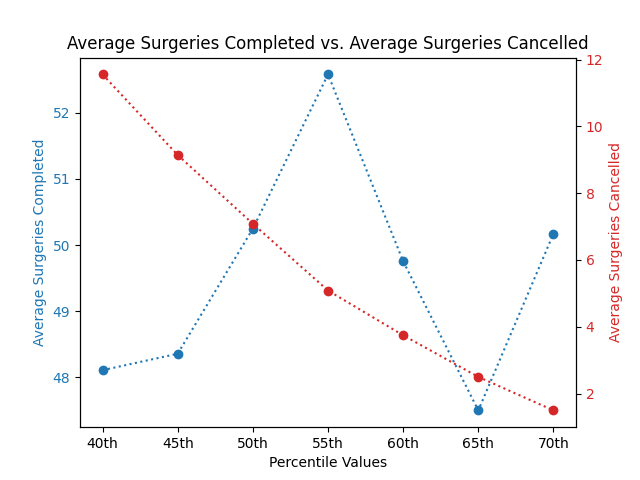 Average Surgeries Completed vs. Average Surgeries Cancelled
Average Surgeries Completed
52
51
50
49
48
12
10
8
6
4
2
Average Surgeries Cancelled
40th 45th 50th 55th 60th 65th 70th
Percentile Values